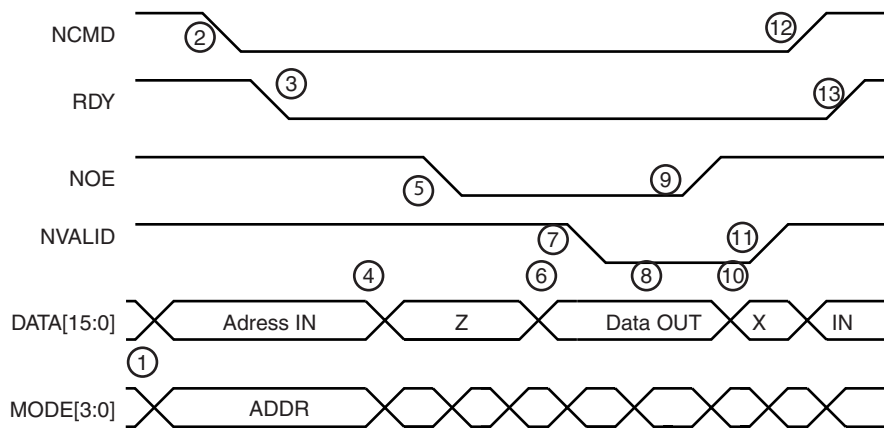 NCMD
2
12
RDY
3
13
NOE
5
9
NVALID
7
11
4
6
8
10
DATA[15:0]
Adress IN
Z
Data OUT
X
IN
1
MODE[3:0]
ADDR